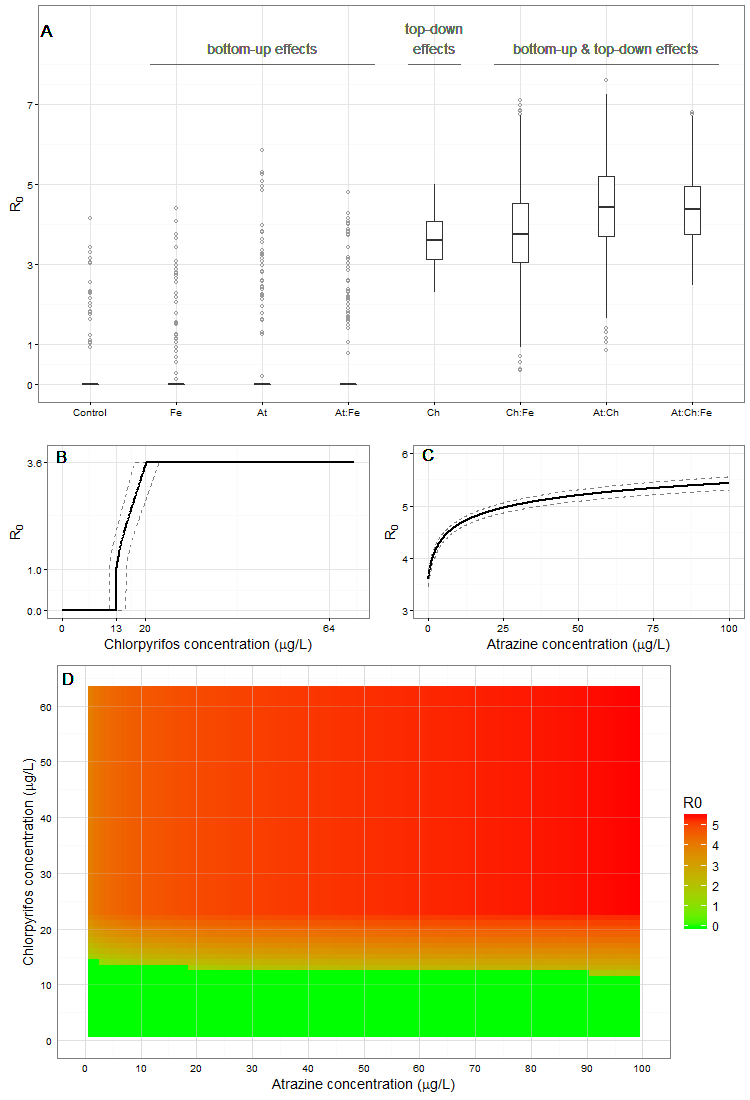 A
top-down
effects
bottom-up effects
bottom-up & top-down effects
R0
7
5
3
1
0
Control Fe At At:Fe Ch Ch:Fe At:Ch At:Ch:Fe
B
R0
3.6
1.0
0.0
0 13 20 64
Chlorpyrifos concentration (µg/L)
C
R0
6
5
4
3
0 25 50 75 100
Atrazine concentration (µg/L)
D
Chlorpyrifos concentration (µg/L)
60
50
40
30
20
10
0
0 10 20 30 40 50 60 70 80 90 100
Atrazine concentration (µg/L)
R0
5
4
3
2
1
0